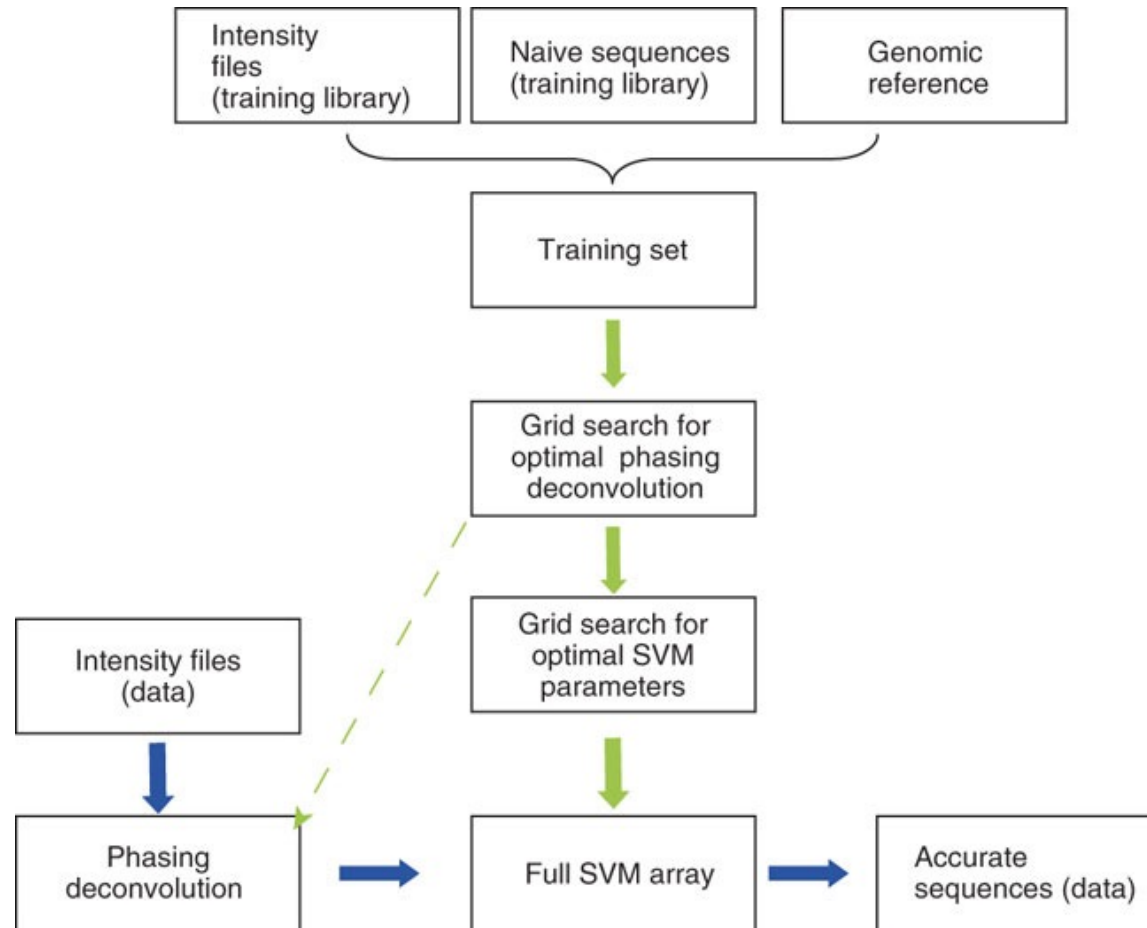 Intensity
files
(training library)
Naive sequences
(training library)
Genomic
reference
Training set
Grid search for
optimal phasing
deconvolution
Grid search for
optimal SVM
parameters
Intensity files
(data)
Phasing
deconvolution
Full SVM array
Accurate
sequences (data)